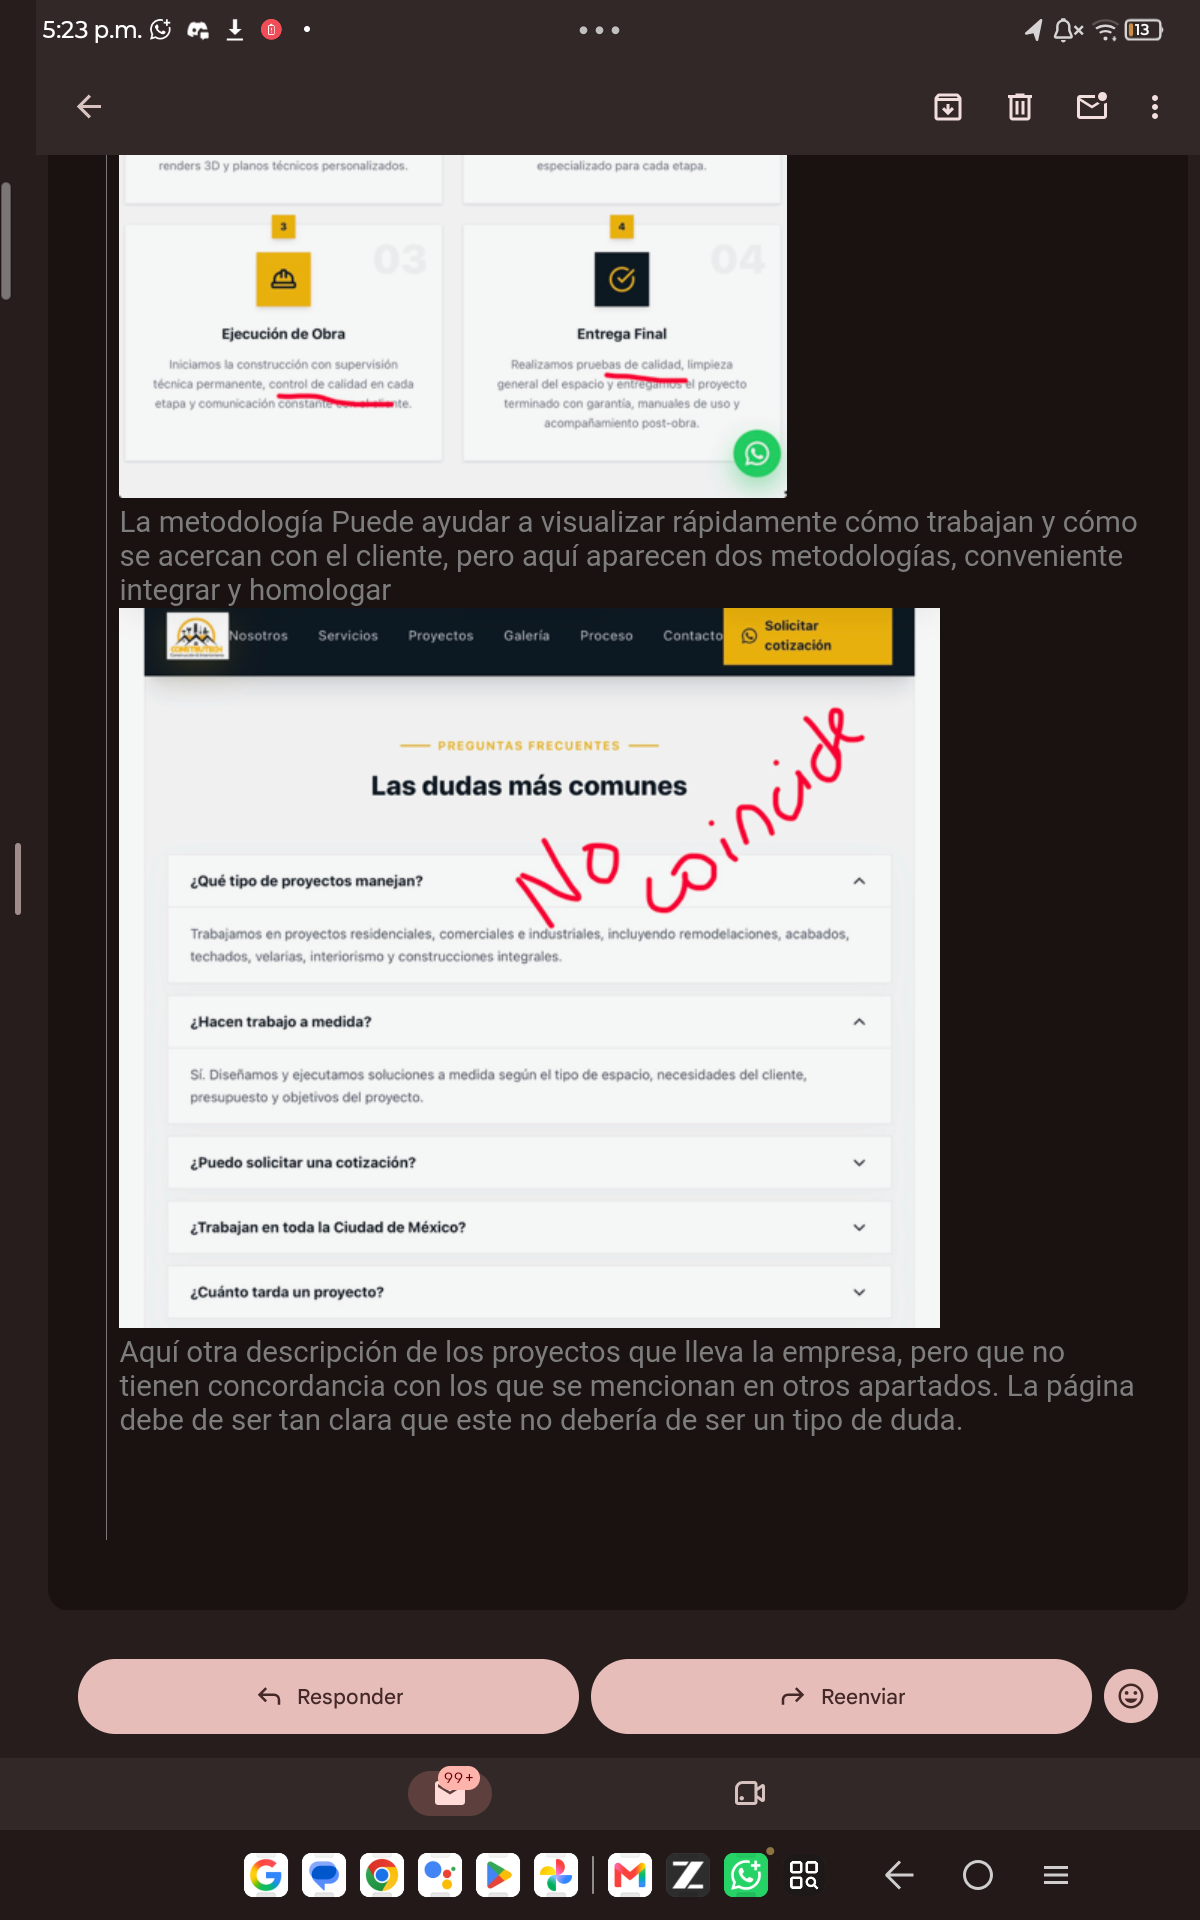 5:23 p.m.
13
renders 3D y planos técnicos personalizados.
especializado para cada etapa.
3
03
Ejecución de Obra
Iniciamos la construcción con supervisión
técnica permanente, control de calidad en cada
etapa y comunicación constante con el cliente.
4
04
Entrega Final
Realizamos pruebas de calidad, limpieza
general del espacio y entregamos el proyecto
terminado con garantía, manuales de uso y
acompañamiento post-obra.
La metodología Puede ayudar a visualizar rápidamente cómo trabajan y cómo
se acercan con el cliente, pero aquí aparecen dos metodologías, conveniente
integrar y homologar
CONSTRUTECH
Nosotros Servicios Proyectos Galería Proceso Contacto
Solicitar
cotización
PREGUNTAS FRECUENTES
Las dudas más comunes
No coincide
¿Qué tipo de proyectos manejan?
Trabajamos en proyectos residenciales, comerciales e industriales, incluyendo remodelaciones, acabados,
techados, velarias, interiorismo y construcciones integrales.
¿Hacen trabajo a medida?
Sí. Diseñamos y ejecutamos soluciones a medida según el tipo de espacio, necesidades del cliente,
presupuesto y objetivos del proyecto.
¿Puedo solicitar una cotización?
¿Trabajan en toda la Ciudad de México?
¿Cuánto tarda un proyecto?
Aquí otra descripción de los proyectos que lleva la empresa, pero que no
tienen concordancia con los que se mencionan en otros apartados. La página
debe de ser tan clara que este no debería de ser un tipo de duda.
Responder
Reenviar
99+